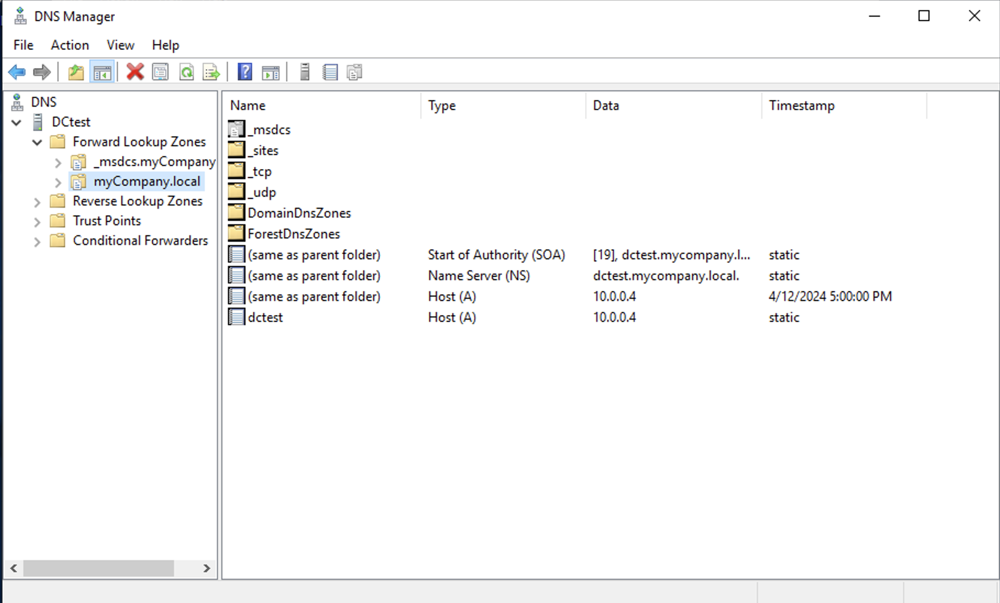 DNS Manager
File Action View Help
DNS
DCtest
Forward Lookup Zones
_msdcs.myCompany
myCompany.local
Reverse Lookup Zones
Trust Points
Conditional Forwarders
Name Type Data Timestamp
_msdcs
_sites
_tcp
_udp
DomainDnsZones
ForestDnsZones
(same as parent folder) Start of Authority (SOA) [19], dctest.mycompany.l... static
(same as parent folder) Name Server (NS) dctest.mycompany.local. static
(same as parent folder) Host (A) 10.0.0.4 4/12/2024 5:00:00 PM
dctest Host (A) 10.0.0.4 static